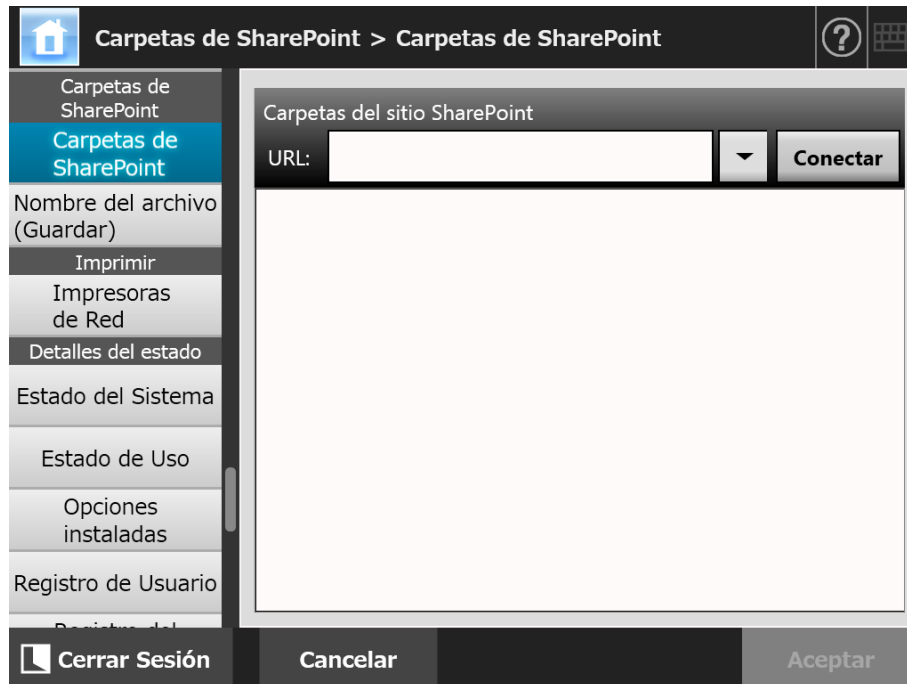 Carpetas de SharePoint > Carpetas de SharePoint
?
Carpetas de
SharePoint
Carpetas de
SharePoint
Nombre del archivo
(Guardar)
Imprimir
Impresoras
de Red
Detalles del estado
Estado del Sistema
Estado de Uso
Opciones
instaladas
Registro de Usuario
Registro del
Carpetas del sitio SharePoint
URL:
Conectar
Cerrar Sesión
Cancelar
Aceptar